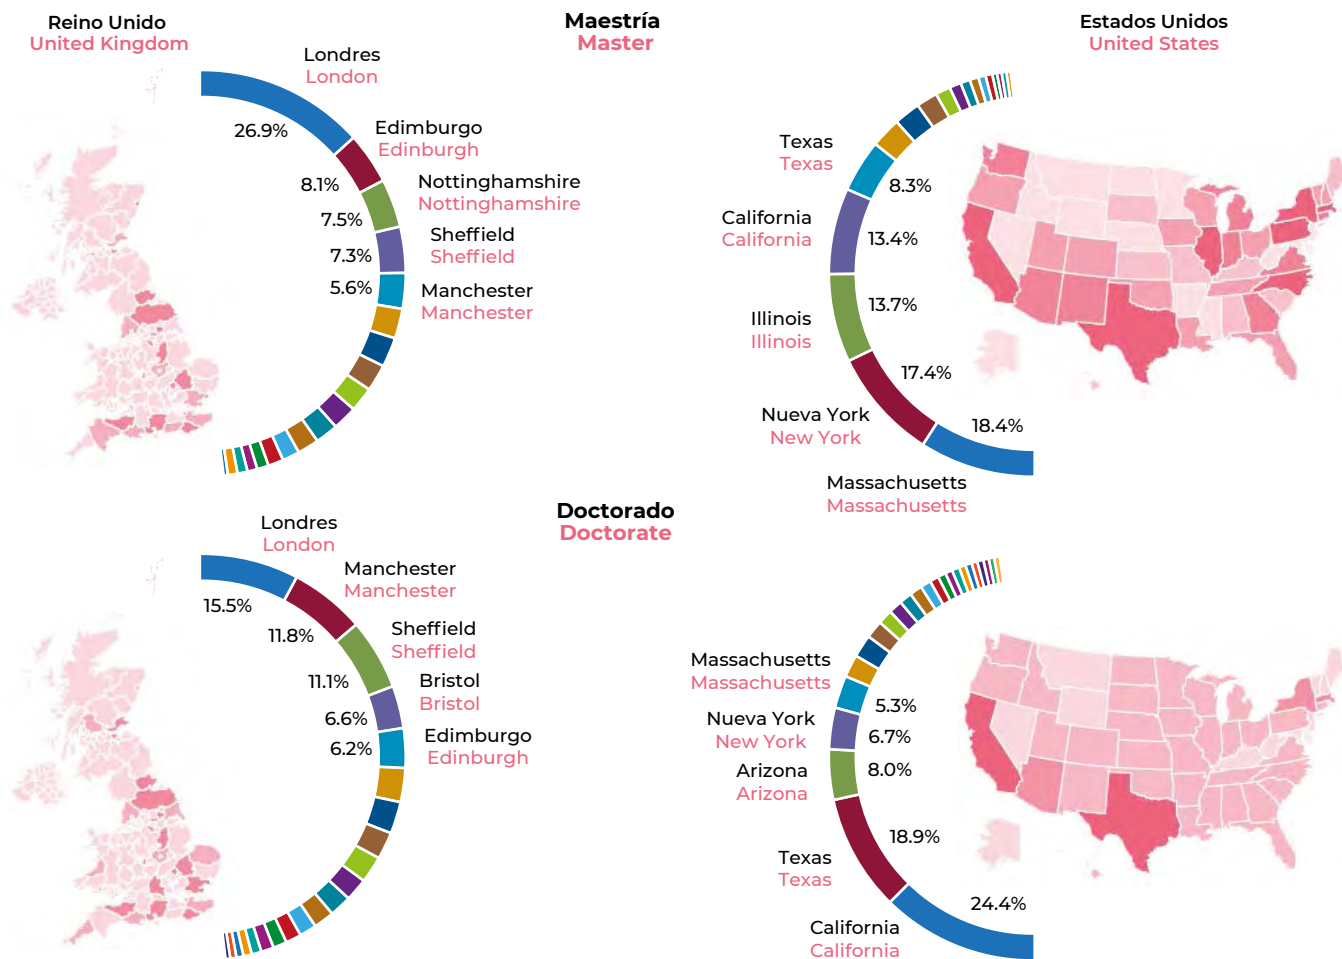 Reino Unido
United Kingdom
Maestría
Master
Estados Unidos
United States
Londres
London
26.9%
Edimburgo
Edinburgh
8.1%
Nottinghamshire
Nottinghamshire
7.5%
Sheffield
Sheffield
7.3%
Manchester
Manchester
5.6%
Texas
Texas
8.3%
California
California
13.4%
Illinois
Illinois
13.7%
Nueva York
New York
17.4%
Massachusetts
Massachusetts
18.4%
Doctorado
Doctorate
Londres
London
15.5%
Manchester
Manchester
11.8%
Sheffield
Sheffield
11.1%
Bristol
Bristol
6.6%
Edimburgo
Edinburgh
6.2%
Massachusetts
Massachusetts
5.3%
Nueva York
New York
6.7%
Arizona
Arizona
8.0%
Texas
Texas
18.9%
California
California
24.4%